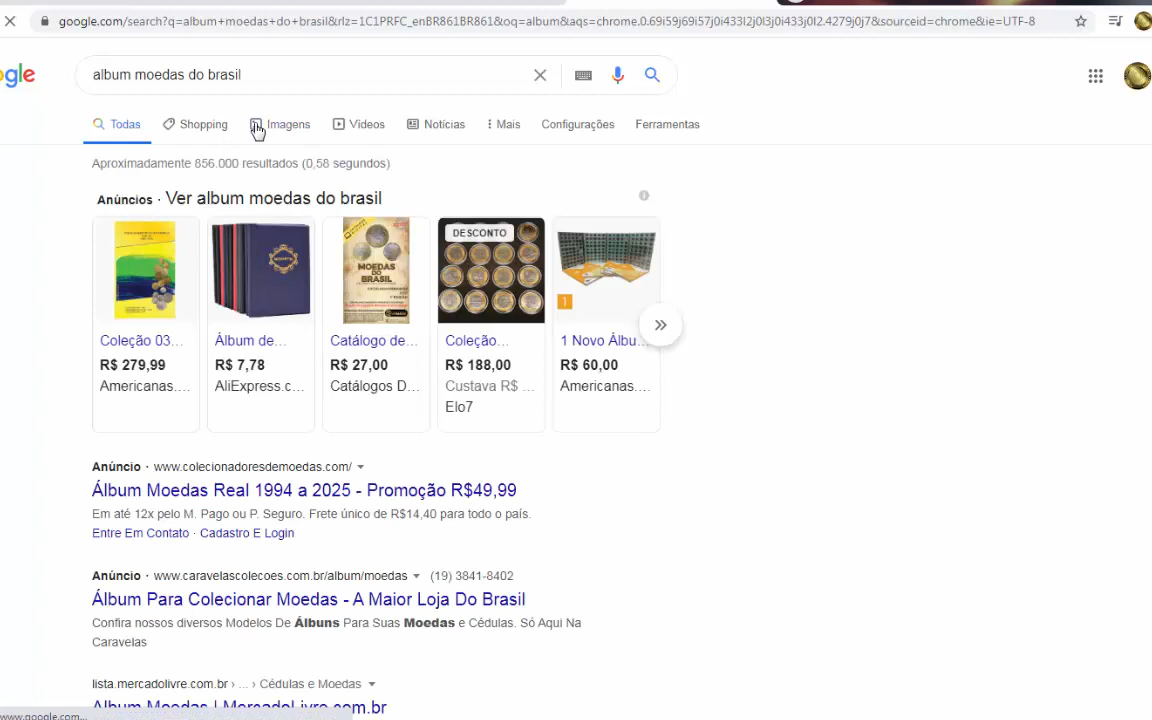 google.com/search?q=album+moedas+do+brasil&rlz=1C1PRFC_enBR861BR861&oq=album&aqs=chrome.0.69i59j69i57j0i433l2j0l3j0i433j0l2.4279j0j7&sourceid=chrome&ie=UTF-8
gle
album moedas do brasil
Todas Shopping Imagens Vídeos Notícias Mais Configurações Ferramentas
Aproximadamente 856.000 resultados (0,58 segundos)
Anúncios · Ver album moedas do brasil
DESCONTO
MOEDAS
DO
BRASIL
1
Coleção 03... Álbum de... Catálogo de... Coleção... 1 Novo Álbu...
R$ 279,99 R$ 7,78 R$ 27,00 R$ 188,00 R$ 60,00
Americanas.... AliExpress.c... Catálogos D... Custava R$ ... Americanas....
Elo7
Anúncio · www.colecionadoresdemoedas.com/
Álbum Moedas Real 1994 a 2025 - Promoção R$49,99
Em até 12x pelo M. Pago ou P. Seguro. Frete único de R$14,40 para todo o país.
Entre Em Contato · Cadastro E Login
Anúncio · www.caravelascolecoes.com.br/album/moedas (19) 3841-8402
Álbum Para Colecionar Moedas - A Maior Loja Do Brasil
Confira nossos diversos Modelos De Álbuns Para Suas Moedas e Cédulas. Só Aqui Na
Caravelas
lista.mercadolivre.com.br › ... › Cédulas e Moedas
Album Moedas | MercadoLivre.com.br
www.google.com...